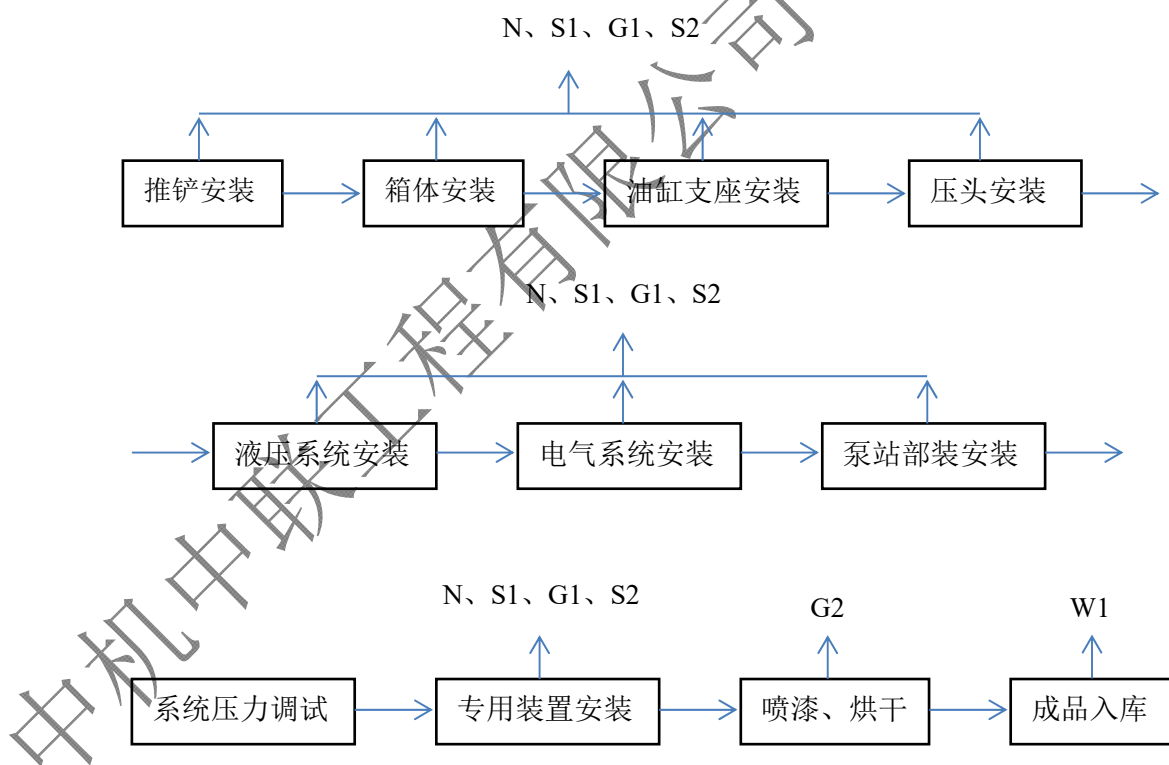 N、S1、G1、S2
推铲安装 箱体安装 油缸支座安装 压头安装
N、S1、G1、S2
液压系统安装 电气系统安装 泵站部装安装
N、S1、G1、S2 G2 W1
系统压力调试 专用装置安装 喷漆、烘干 成品入库
中机中联工程有限公司